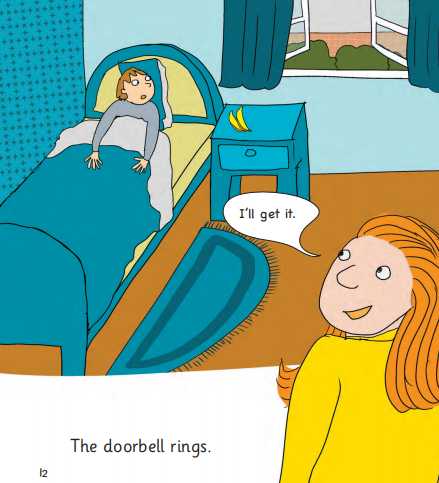 I'll get it.
The doorbell rings.
12